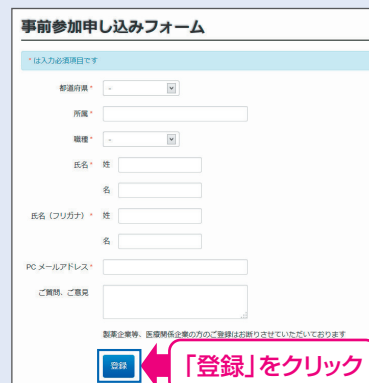 事前参加申し込みフォーム
* は入力必須項目です
都道府県 * -
所属 *
職種 * -
氏名 * 姓
名
氏名（フリガナ） * 姓
名
PC メールアドレス *
ご質問、ご意見
製薬企業等、医療関係企業の方のご登録はお断りさせていただいております
登録
「登録」をクリック